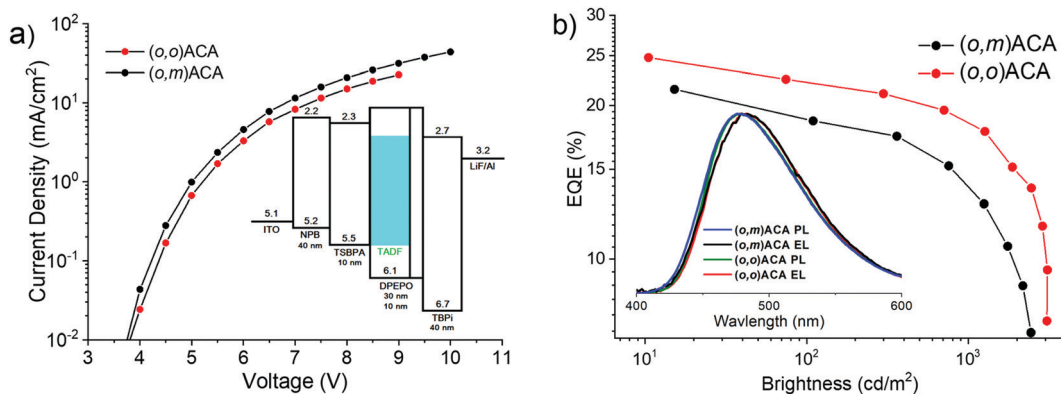 a)
(o,o)ACA
(o,m)ACA
Current Density (mA/cm²)
10²
10¹
10⁰
10⁻¹
10⁻²
3 4 5 6 7 8 9 10 11
Voltage (V)
2.2
2.3
2.7
3.2
LiF/Al
5.1
ITO
5.2
NPB
40 nm
5.5
TSBPA
10 nm
TADF
6.1
DPEPO
30 nm
10 nm
6.7
TBPi
40 nm
b)
(o,m)ACA
(o,o)ACA
EQE (%)
30
25
20
15
10
10¹ 10² 10³
Brightness (cd/m²)
(o,m)ACA PL
(o,m)ACA EL
(o,o)ACA PL
(o,o)ACA EL
400 500 600
Wavelength (nm)